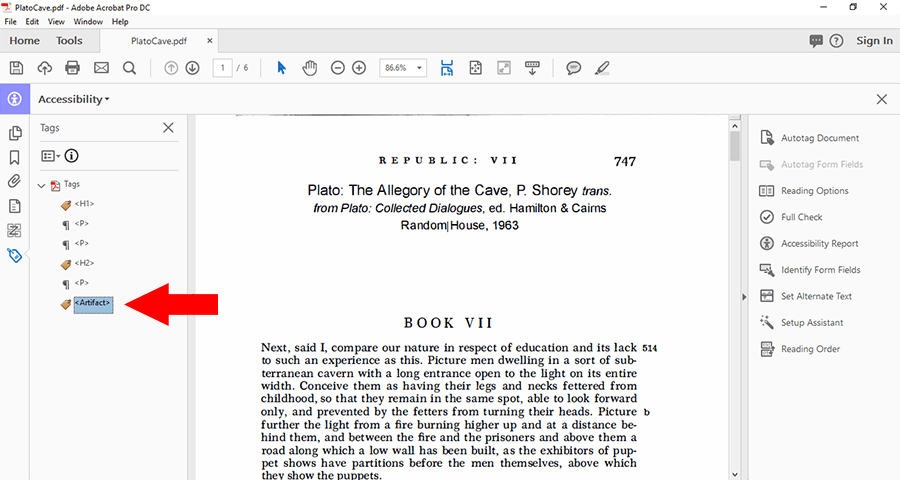 PlatoCave.pdf - Adobe Acrobat Pro DC
File Edit View Window Help
Home Tools PlatoCave.pdf × Sign In
1 / 6 86.6%
Accessibility
Tags
Tags
<H1>
<P>
<P>
<H2>
<P>
<Artifact>
REPUBLIC: VII 747
Plato: The Allegory of the Cave, P. Shorey trans.
from Plato: Collected Dialogues, ed. Hamilton & Cairns
Random House, 1963
BOOK VII
Next, said I, compare our nature in respect of education and its lack 514
to such an experience as this. Picture men dwelling in a sort of sub-
terranean cavern with a long entrance open to the light on its entire
width. Conceive them as having their legs and necks fettered from
childhood, so that they remain in the same spot, able to look forward
only, and prevented by the fetters from turning their heads. Picture b
further the light from a fire burning higher up and at a distance be-
hind them, and between the fire and the prisoners and above them a
road along which a low wall has been built, as the exhibitors of pup-
pet shows have partitions before the men themselves, above which
they show the puppets.
Autotag Document
Autotag Form Fields
Reading Options
Full Check
Accessibility Report
Identify Form Fields
Set Alternate Text
Setup Assistant
Reading Order